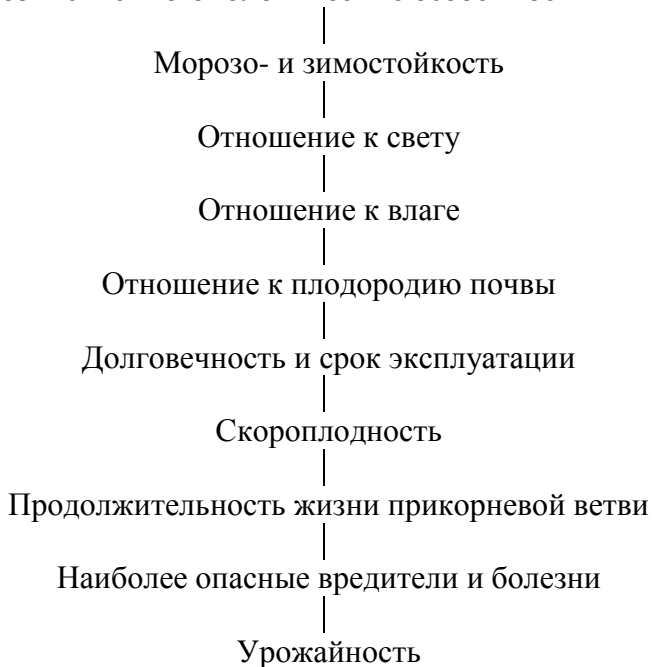 Морозо- и зимостойкость
Отношение к свету
Отношение к влаге
Отношение к плодородию почвы
Долговечность и срок эксплуатации
Скороплодность
Продолжительность жизни прикорневой ветви
Наиболее опасные вредители и болезни
Урожайность